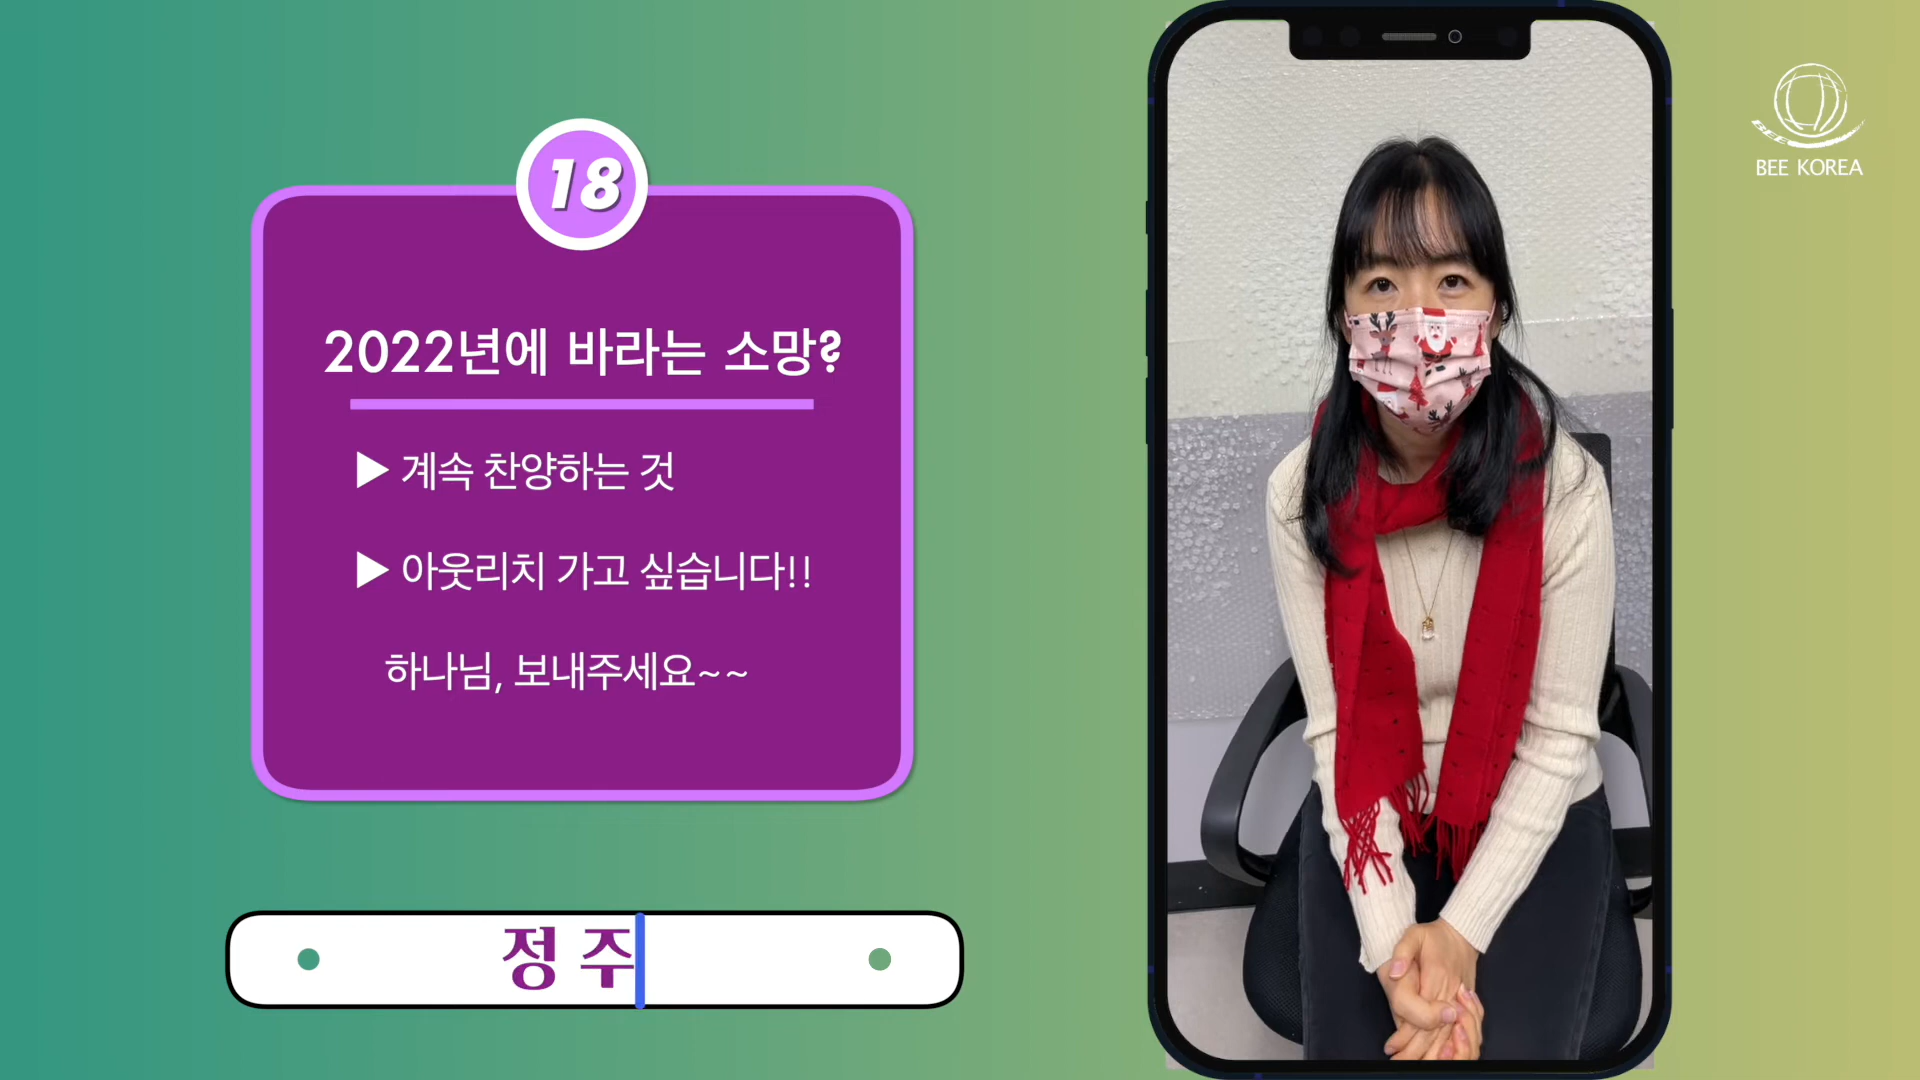 18
2022년에 바라는 소망?
▶ 계속 찬양하는 것
▶ 아웃리치 가고 싶습니다!!
하나님, 보내주세요~~
정 주
BEE
BEE KOREA